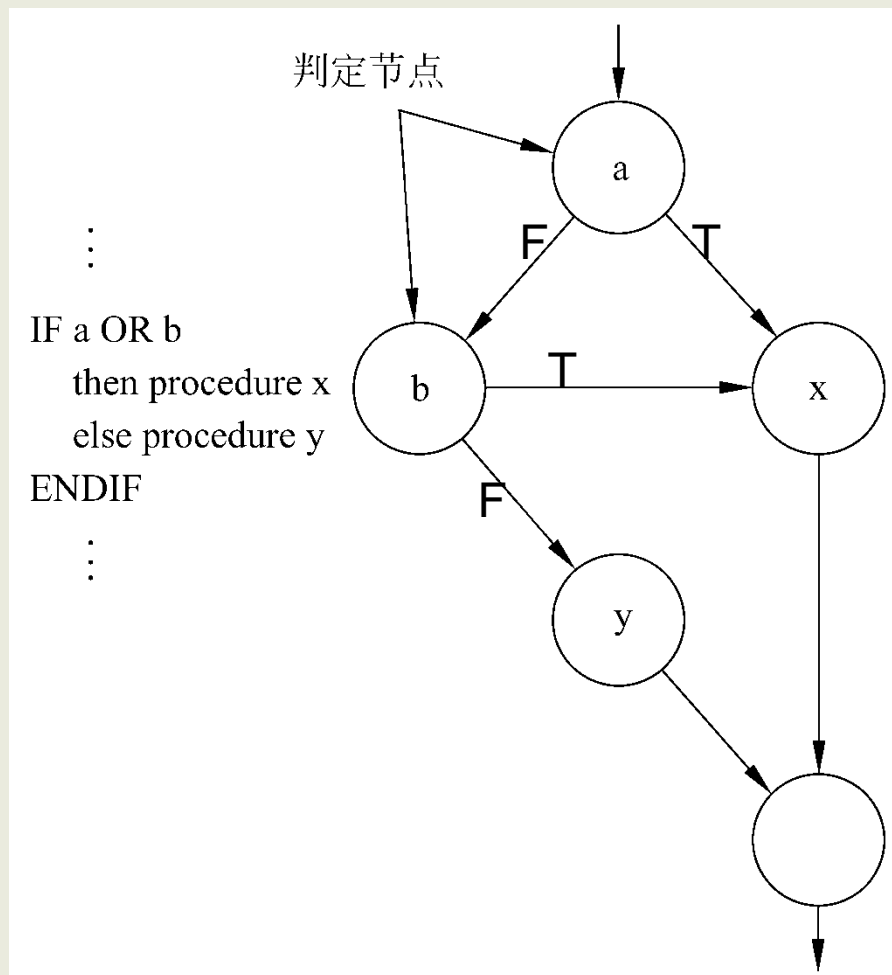 判定节点
a
F
T
⋮
IF a OR b
then procedure x
else procedure y
ENDIF
⋮
b
T
x
F
y